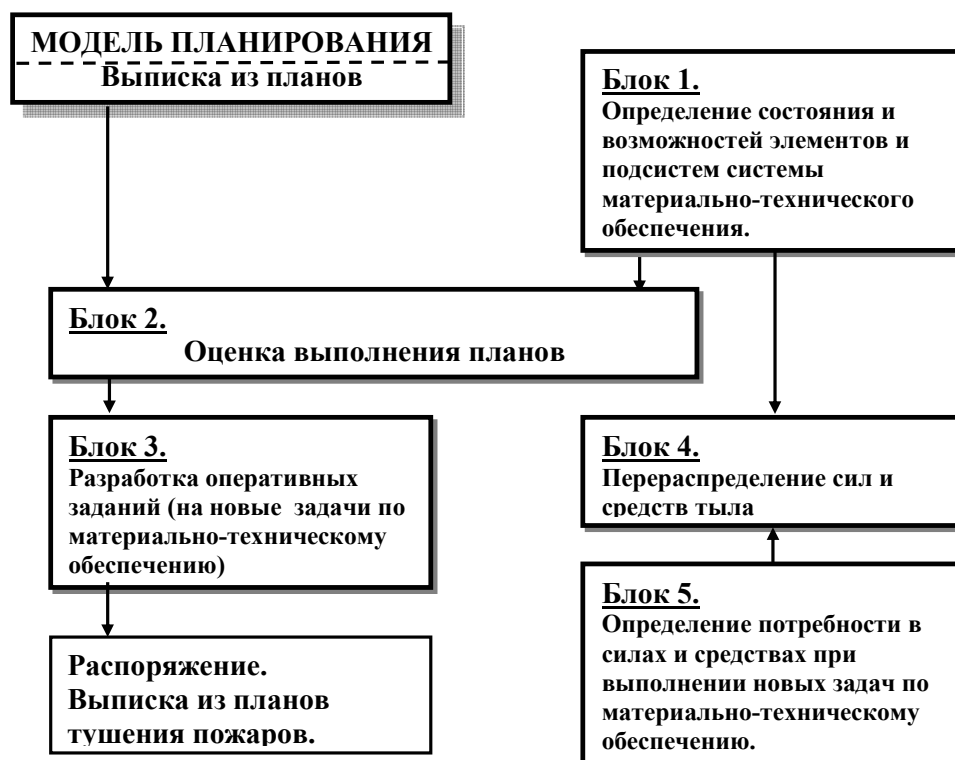 МОДЕЛЬ ПЛАНИРОВАНИЯ
Выписка из планов
Блок 1.
Определение состояния и
возможностей элементов и
подсистем системы
материально-технического
обеспечения.
Блок 2.
Оценка выполнения планов
Блок 3.
Разработка оперативных
заданий (на новые задачи по
материально-техническому
обеспечению)
Блок 4.
Перераспределение сил и
средств тыла
Распоряжение.
Выписка из планов
тушения пожаров.
Блок 5.
Определение потребности в
силах и средствах при
выполнении новых задач по
материально-техническому
обеспечению.